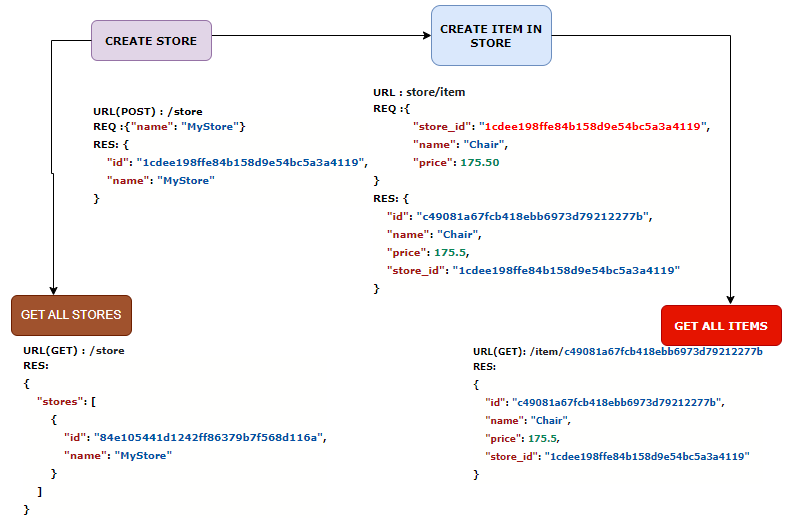 CREATE STORE
CREATE ITEM IN
STORE
URL(POST) : /store
REQ :{"name": "MyStore"}
RES: {
"id": "1cdee198ffe84b158d9e54bc5a3a4119",
"name": "MyStore"
}
URL : store/item
REQ :{
"store_id": "1cdee198ffe84b158d9e54bc5a3a4119",
"name": "Chair",
"price": 175.50
}
RES: {
"id": "c49081a67fcb418ebb6973d79212277b",
"name": "Chair",
"price": 175.5,
"store_id": "1cdee198ffe84b158d9e54bc5a3a4119"
}
GET ALL STORES
URL(GET) : /store
RES:
{
"stores": [
{
"id": "84e105441d1242ff86379b7f568d116a",
"name": "MyStore"
}
]
}
GET ALL ITEMS
URL(GET): /item/c49081a67fcb418ebb6973d79212277b
RES:
{
"id": "c49081a67fcb418ebb6973d79212277b",
"name": "Chair",
"price": 175.5,
"store_id": "1cdee198ffe84b158d9e54bc5a3a4119"
}